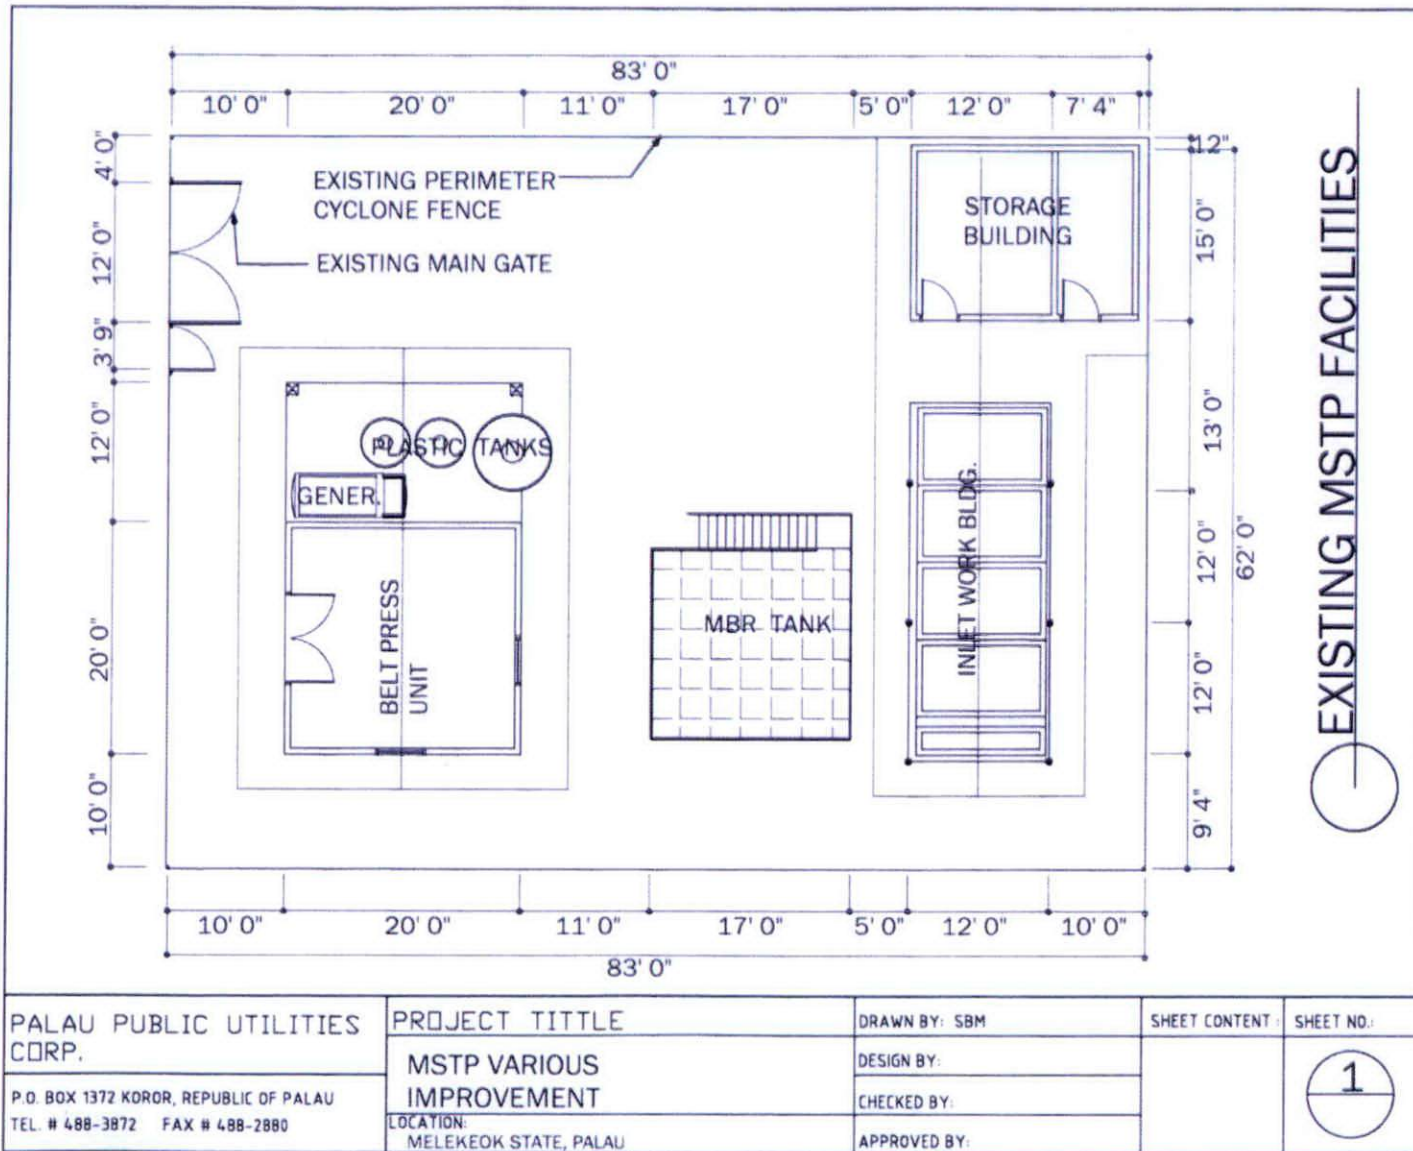 83' 0"
10' 0" 20' 0" 11' 0" 17' 0" 5' 0" 12' 0" 7' 4"
4' 0"
12' 0"
3' 9"
12' 0"
20' 0"
10' 0"
EXISTING PERIMETER
CYCLONE FENCE
EXISTING MAIN GATE
STORAGE
BUILDING
PLASTIC TANKS
GENER.
BELT PRESS
UNIT
MBR TANK
INLET WORK BLDG.
12"
15' 0"
13' 0"
12' 0"
12' 0"
9' 4"
62' 0"
EXISTING MSTP FACILITIES
10' 0" 20' 0" 11' 0" 17' 0" 5' 0" 12' 0" 10' 0"
83' 0"
PALAU PUBLIC UTILITIES
CORP.
P.O. BOX 1372 KOROR, REPUBLIC OF PALAU
TEL. # 488-3872 FAX # 488-2880
PROJECT TITTLE
MSTP VARIOUS
IMPROVEMENT
LOCATION:
MELEKEOK STATE, PALAU
DRAWN BY: SBM
DESIGN BY:
CHECKED BY:
APPROVED BY:
SHEET CONTENT :
SHEET NO.:
1